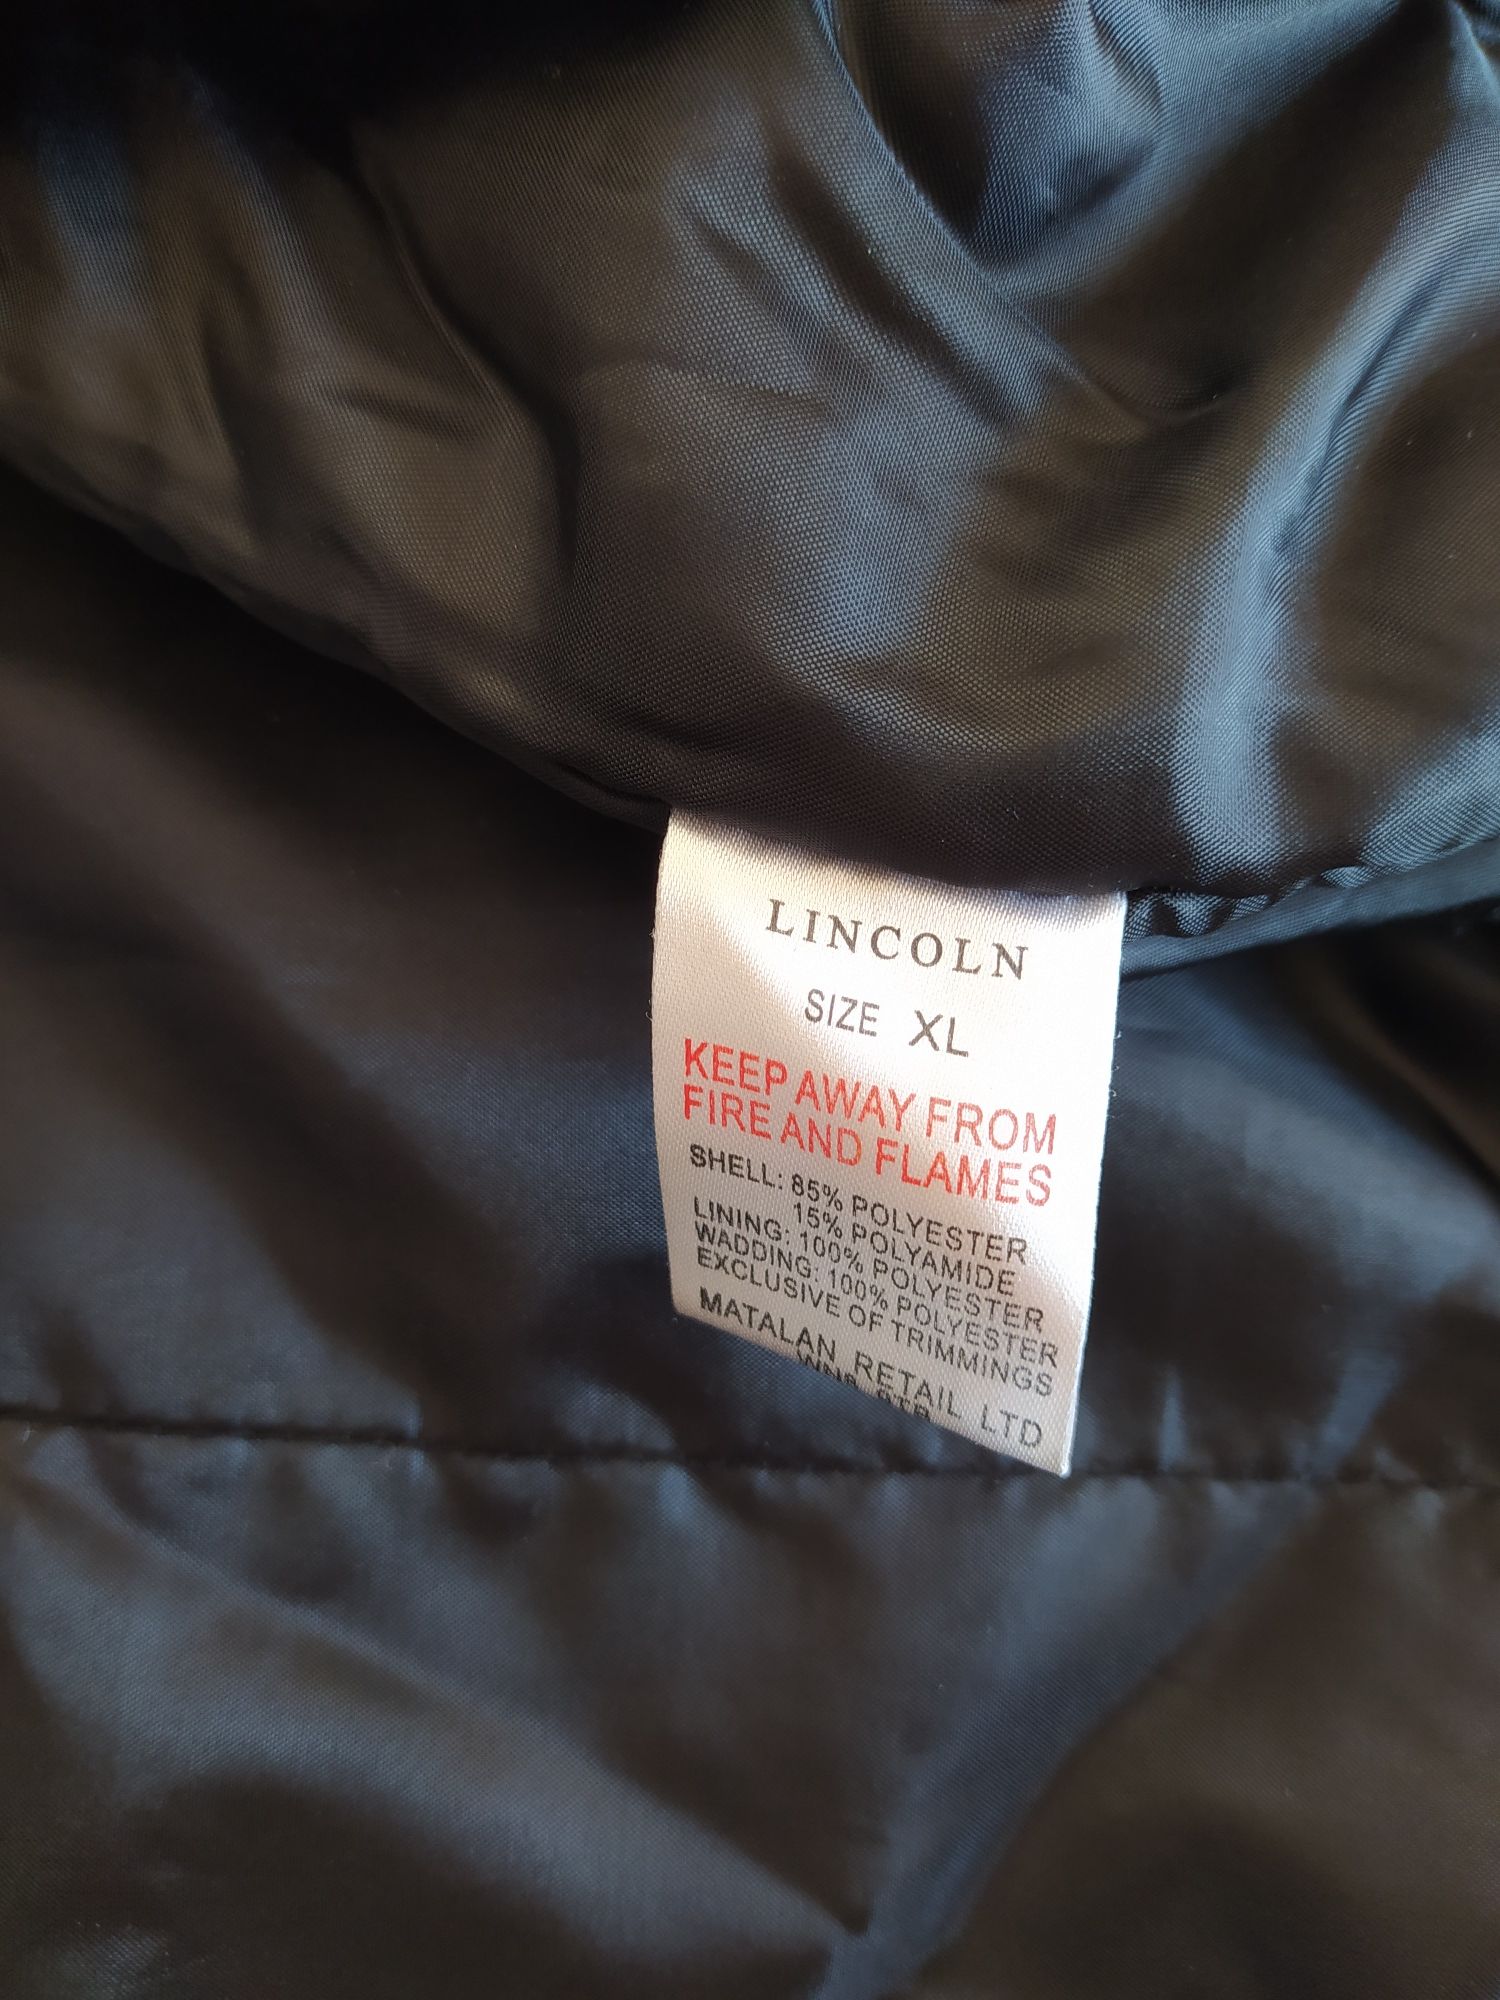 LINCOLN
SIZE XL
KEEP AWAY FROM
FIRE AND FLAMES
SHELL: 85% POLYESTER
15% POLYAMIDE
LINING: 100% POLYESTER
WADDING: 100% POLYESTER
EXCLUSIVE OF TRIMMINGS
MATALAN RETAIL LTD